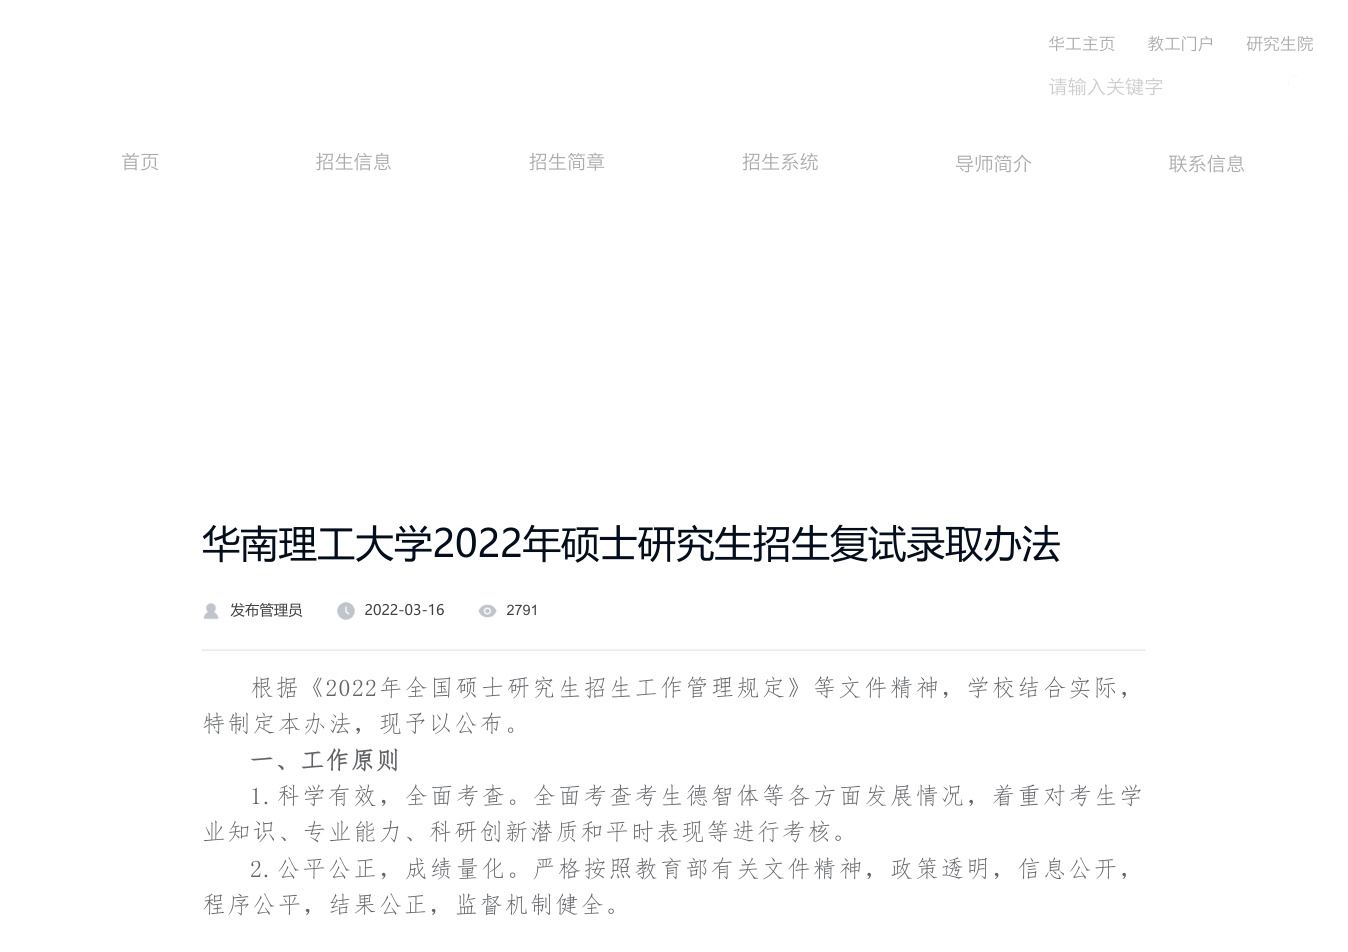 华工主页 教工门户 研究生院
请输入关键字
首页 招生信息 招生简章 招生系统 导师简介 联系信息
华南理工大学2022年硕士研究生招生复试录取办法
发布管理员 2022-03-16 2791
根据《2022年全国硕士研究生招生工作管理规定》等文件精神，学校结合实际，
特制定本办法，现予以公布。
一、工作原则
1.科学有效，全面考查。全面考查考生德智体等各方面发展情况，着重对考生学
业知识、专业能力、科研创新潜质和平时表现等进行考核。
2.公平公正，成绩量化。严格按照教育部有关文件精神，政策透明，信息公开，
程序公平，结果公正，监督机制健全。